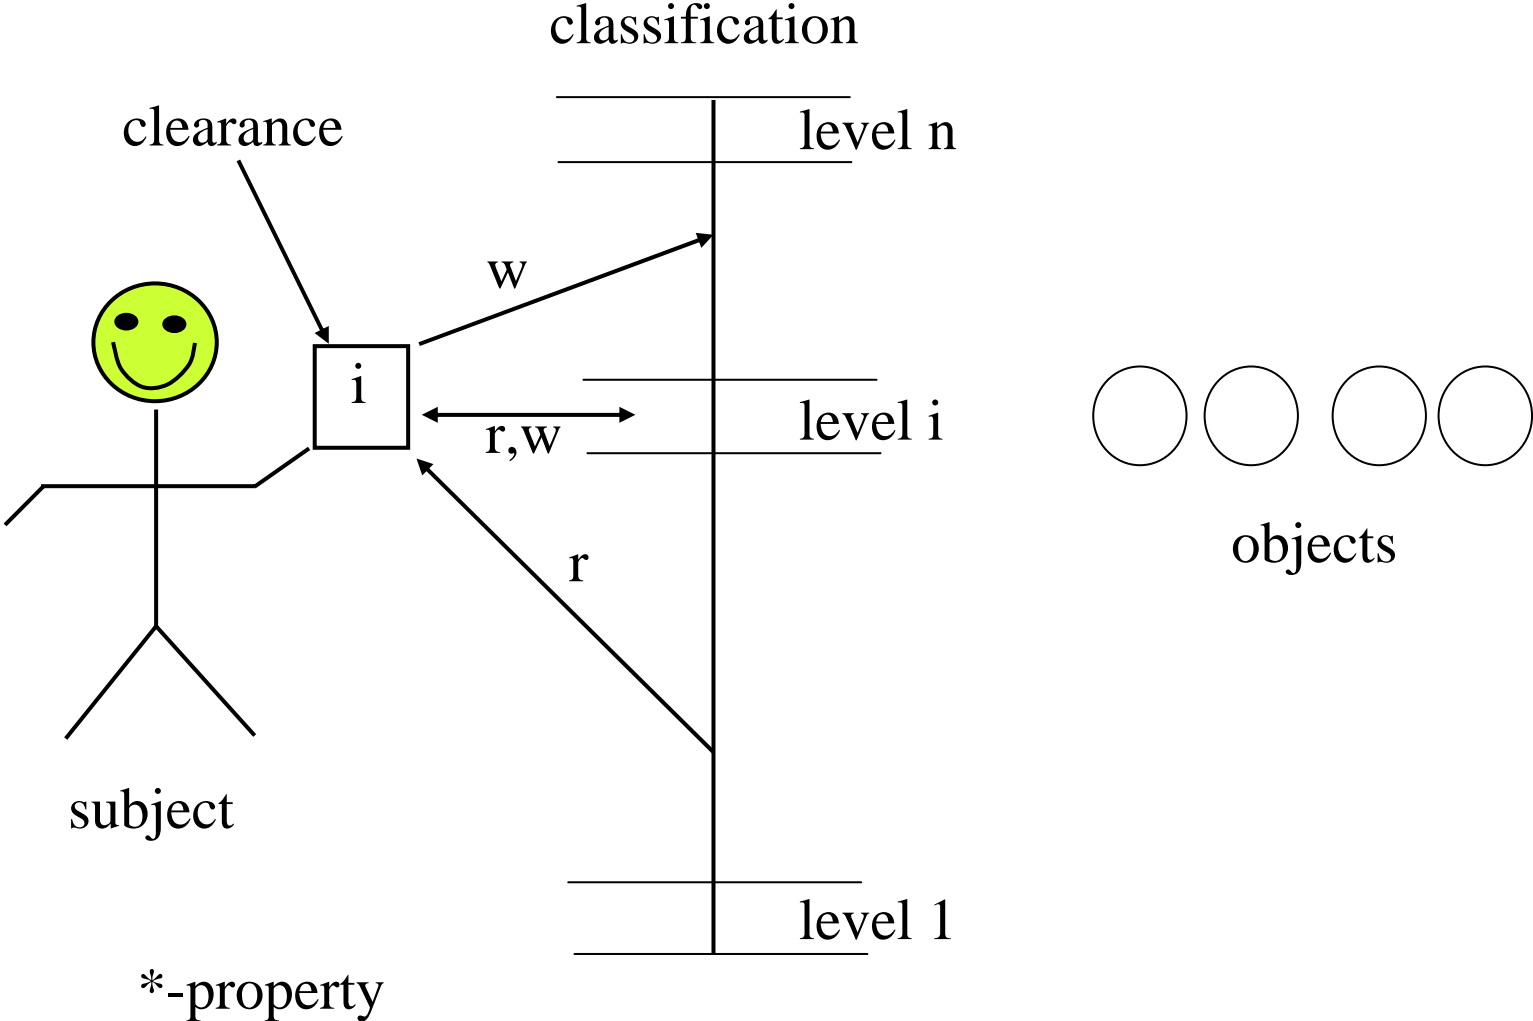 classification
clearance
level n
w
i
level i
r,w
objects
r
subject
level 1
*-property